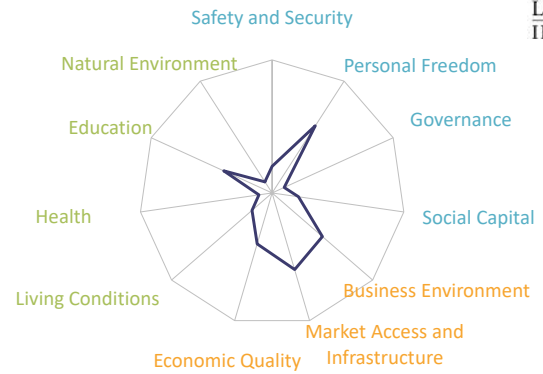 Safety and Security
Natural Environment
Personal Freedom
Education
Governance
Health
Social Capital
Living Conditions
Business Environment
Market Access and
Infrastructure
Economic Quality